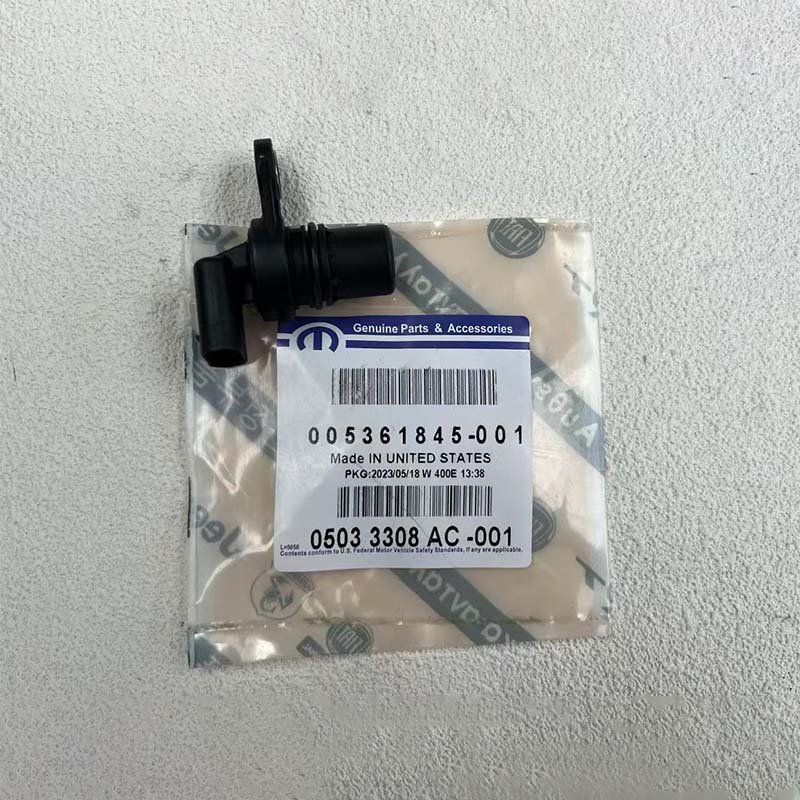 Genuine Parts & Accessories
005361845-001
Made IN UNITED STATES
PKG:2023/05/18 W 400E 13:38
0503 3308 AC -001
L=5050
Contents conform to U.S. Federal Motor Vehicle Safety Standards, If any are applicable.